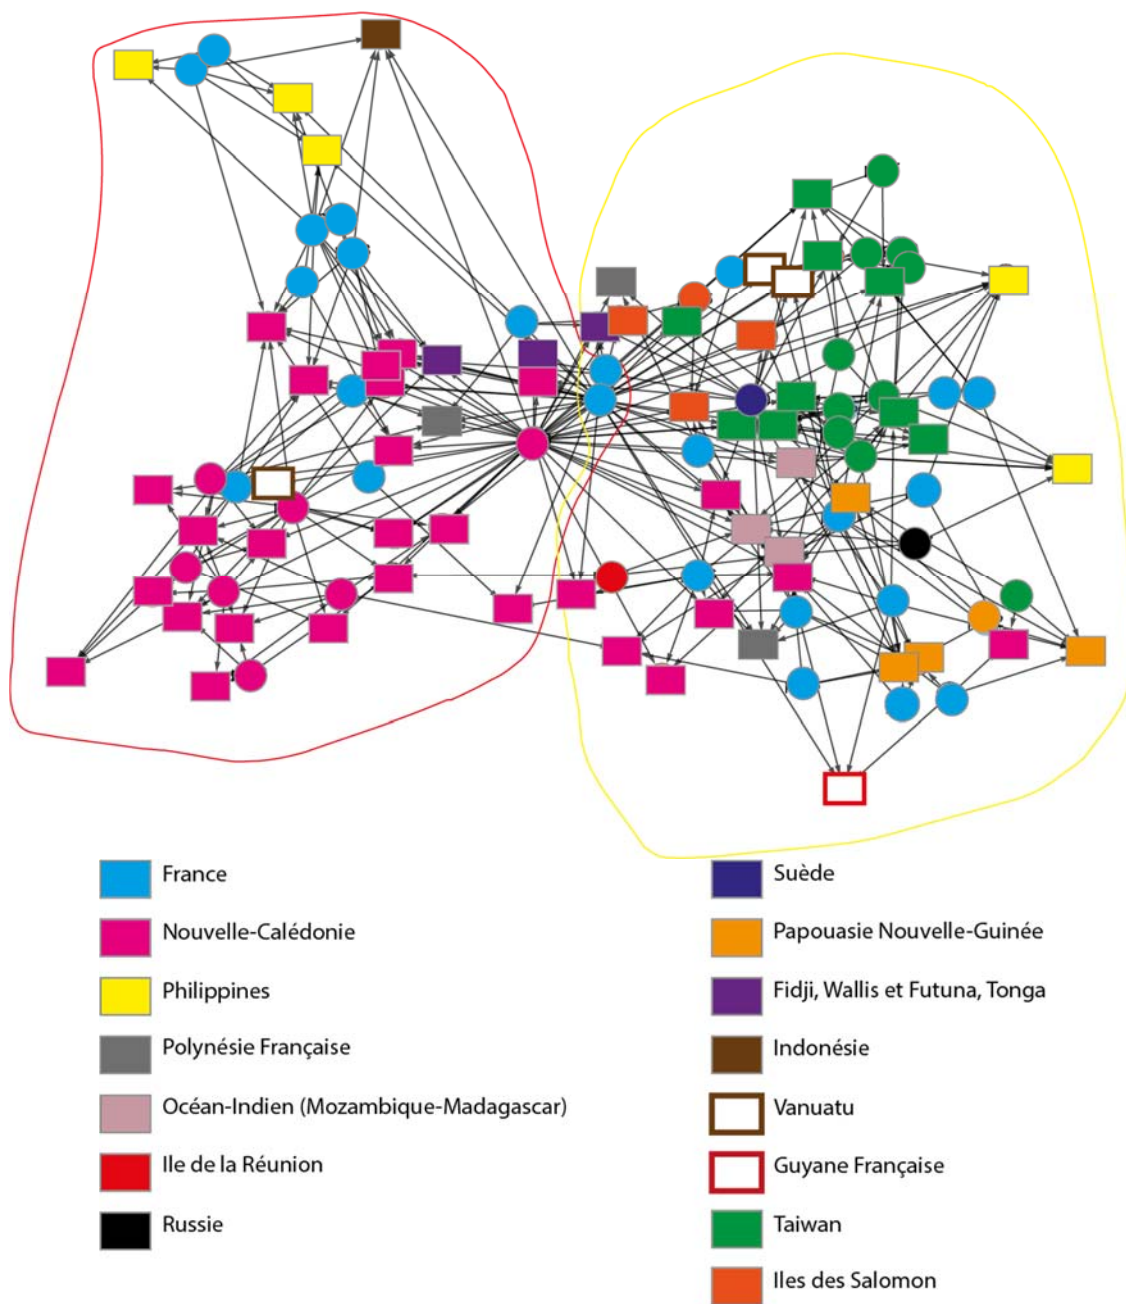 France
Nouvelle-Calédonie
Philippines
Polynésie Française
Océan-Indien (Mozambique-Madagascar)
Ile de la Réunion
Russie
Suède
Papouasie Nouvelle-Guinée
Fidji, Wallis et Futuna, Tonga
Indonésie
Vanuatu
Guyane Française
Taiwan
Iles des Salomon